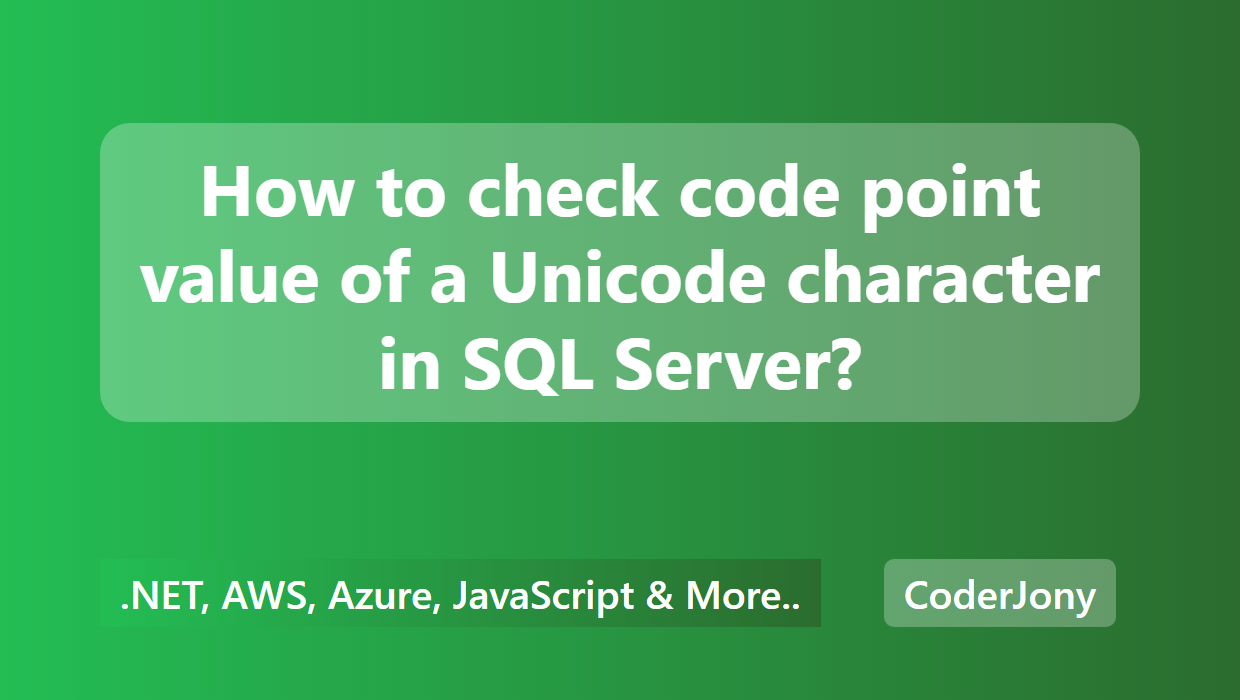 How to check code point
value of a Unicode character
in SQL Server?
.NET, AWS, Azure, JavaScript & More..
CoderJony